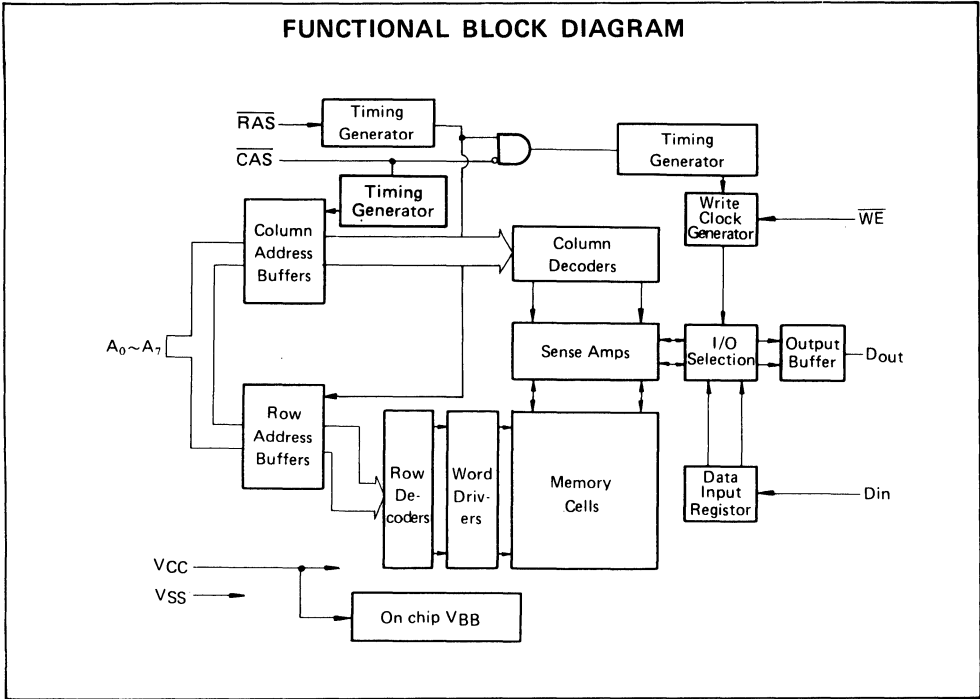 FUNCTIONAL BLOCK DIAGRAM
RAS
Timing
Generator
CAS
Timing
Generator
Timing
Generator
Write
Clock
Generator
WE
Column
Address
Buffers
Column
Decoders
A0~A7
Sense Amps
I/O
Selection
Output
Buffer
Dout
Row
Address
Buffers
Row
De-
coders
Word
Driv-
ers
Memory
Cells
Data
Input
Registor
Din
VCC
VSS
On chip VBB